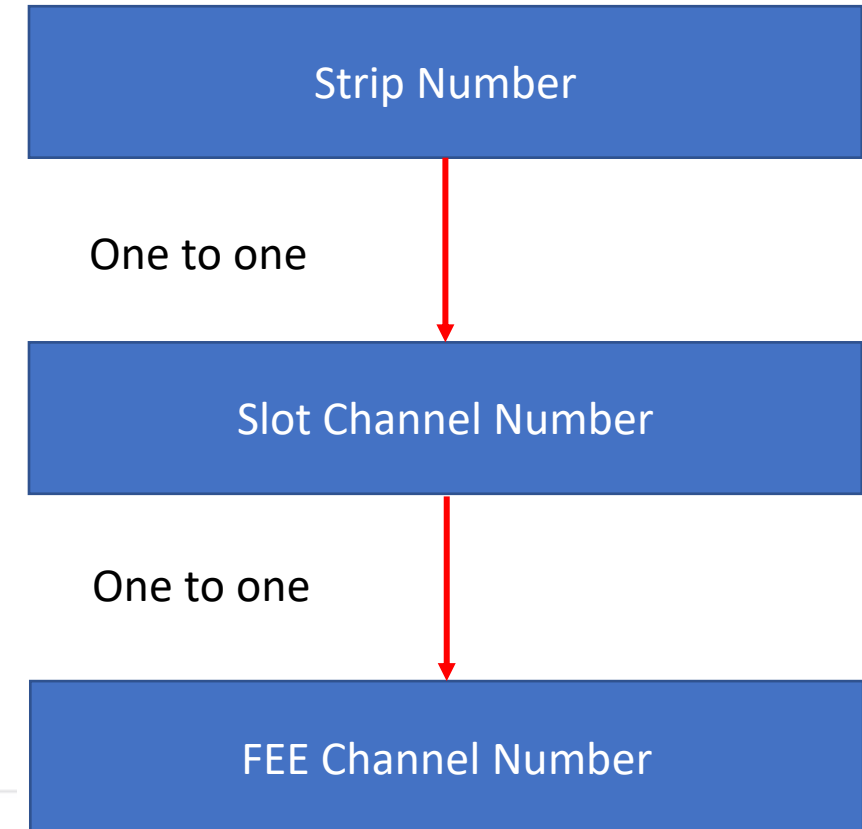 Strip Number
One to one
Slot Channel Number
One to one
FEE Channel Number